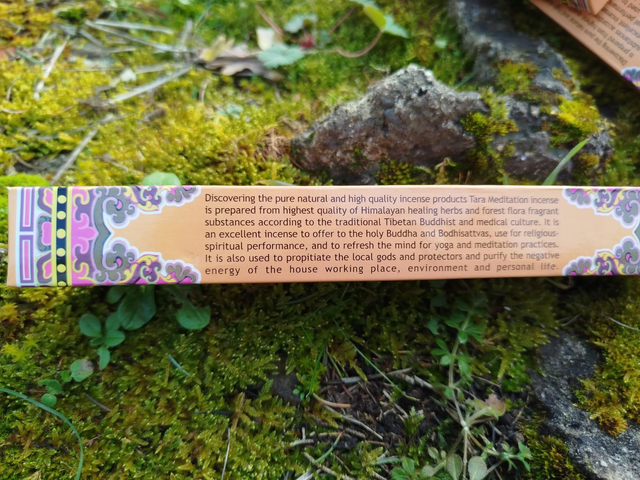 Discovering the pure natural and high quality incense products Tara Meditation incense
is prepared from highest quality of Himalayan healing herbs and forest flora fragrant
substances according to the traditional Tibetan Buddhist and medical culture. It is
an excellent incense to offer to the holy Buddha and Bodhisattvas, use for religious-
spiritual performance, and to refresh the mind for yoga and meditation practices.
It is also used to propitiate the local gods and protectors and purify the negative
energy of the house working place, environment and personal life.